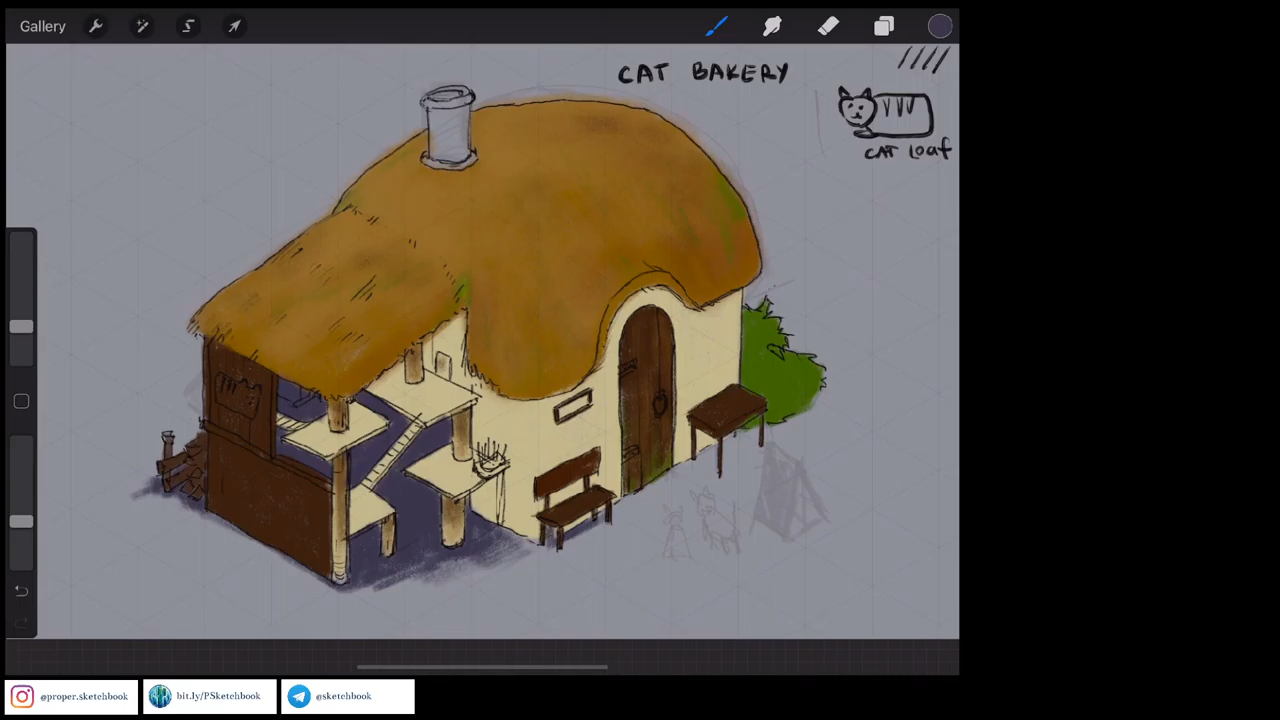 Gallery
CAT BAKERY
CAT LOaf
@proper.sketchbook
bit.ly/PSketchbook
@sketchbook